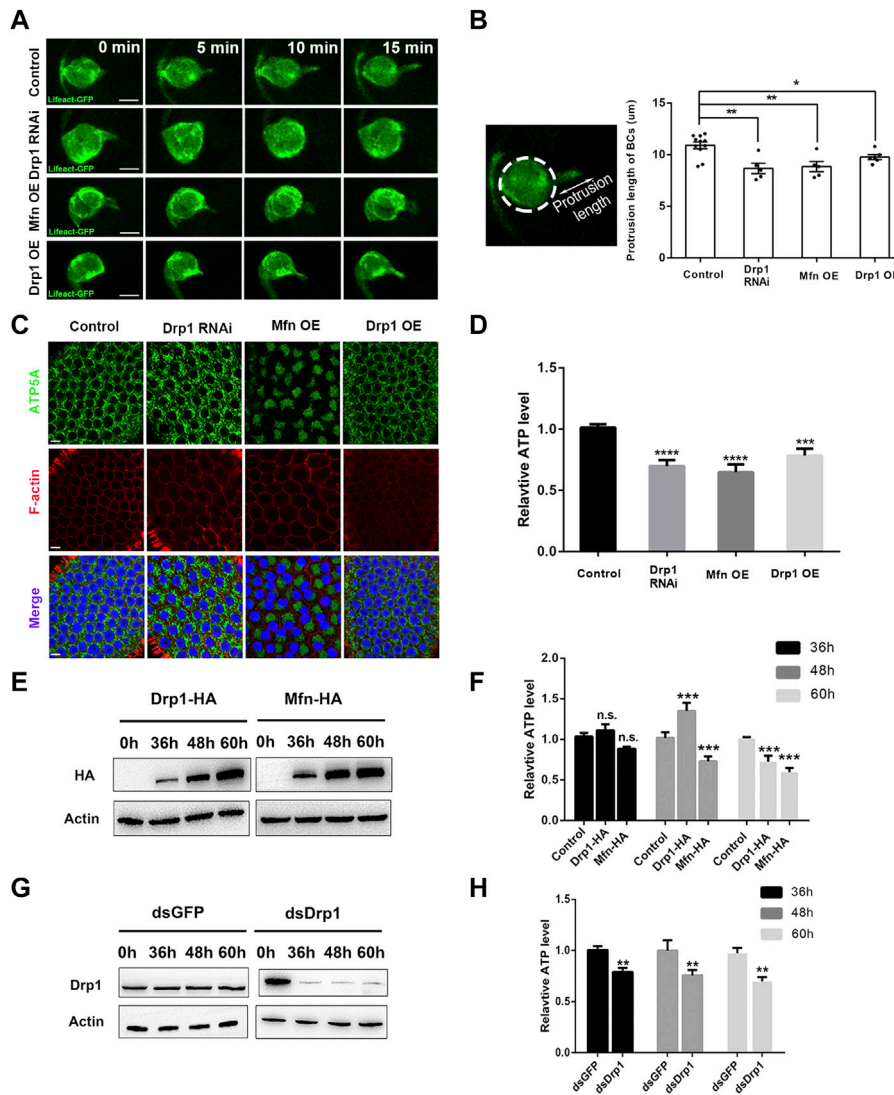 A
0 min
5 min
10 min
15 min
Control
Lifeact-GFP
Drp1 RNAi
Lifeact-GFP
Mfn OE
Lifeact-GFP
Drp1 OE
Lifeact-GFP
B
Protrusion length
Protrusion length of BCs (um)
15
10
5
0
**
**
*
Control
Drp1 RNAi
Mfn OE
Drp1 OE
C
Control
Drp1 RNAi
Mfn OE
Drp1 OE
ATP5A
F-actin
Merge
D
Relavtive ATP level
1.5
1.0
0.5
0.0
****
****
***
Control
Drp1 RNAi
Mfn OE
Drp1 OE
E
Drp1-HA
Mfn-HA
0h 36h 48h 60h
0h 36h 48h 60h
HA
Actin
F
36h
48h
60h
Relavtive ATP level
2.0
1.5
1.0
0.5
0.0
n.s.
n.s.
***
***
***
***
Control
Drp1-HA
Mfn-HA
Control
Drp1-HA
Mfn-HA
Control
Drp1-HA
Mfn-HA
G
dsGFP
dsDrp1
0h 36h 48h 60h
0h 36h 48h 60h
Drp1
Actin
H
36h
48h
60h
Relavtive ATP level
1.5
1.0
0.5
0.0
**
**
**
dsGFP
dsDrp1
dsGFP
dsDrp1
dsGFP
dsDrp1